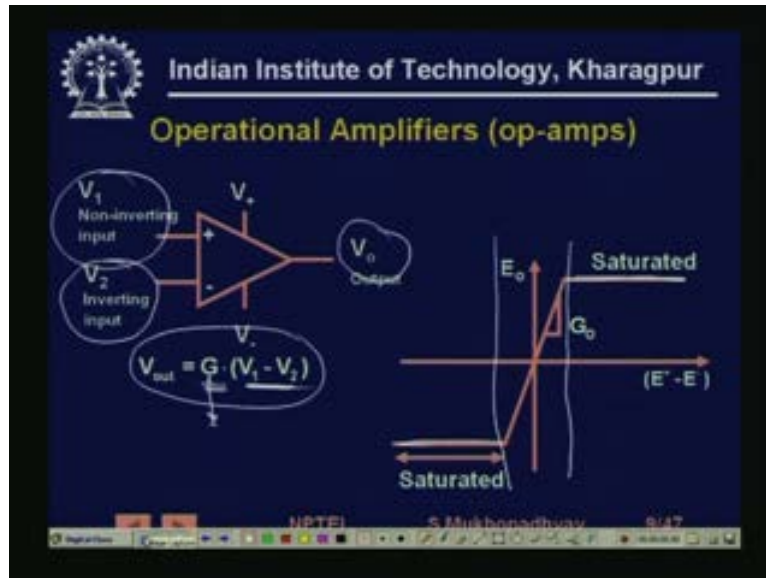 Indian Institute of Technology, Kharagpur
Operational Amplifiers (op-amps)
V1
Non-inverting
input
V+
+
V2
Inverting
input
-
V-
Vo
Output
Vout = G · (V1 - V2)
Eo
Saturated
Go
(E+ -E-)
Saturated
NPTEL
S.Mukhopadhyay
9/47